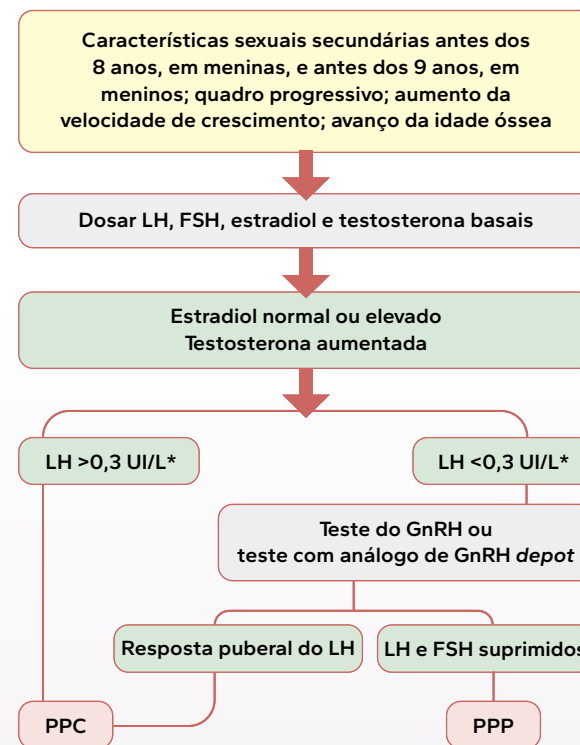 Características sexuais secundárias antes dos
8 anos, em meninas, e antes dos 9 anos, em
meninos; quadro progressivo; aumento da
velocidade de crescimento; avanço da idade óssea
Dosar LH, FSH, estradiol e testosterona basais
Estradiol normal ou elevado
Testosterona aumentada
LH >0,3 UI/L*
LH <0,3 UI/L*
Teste do GnRH ou
teste com análogo de GnRH depot
Resposta puberal do LH
LH e FSH suprimidos
PPC
PPP